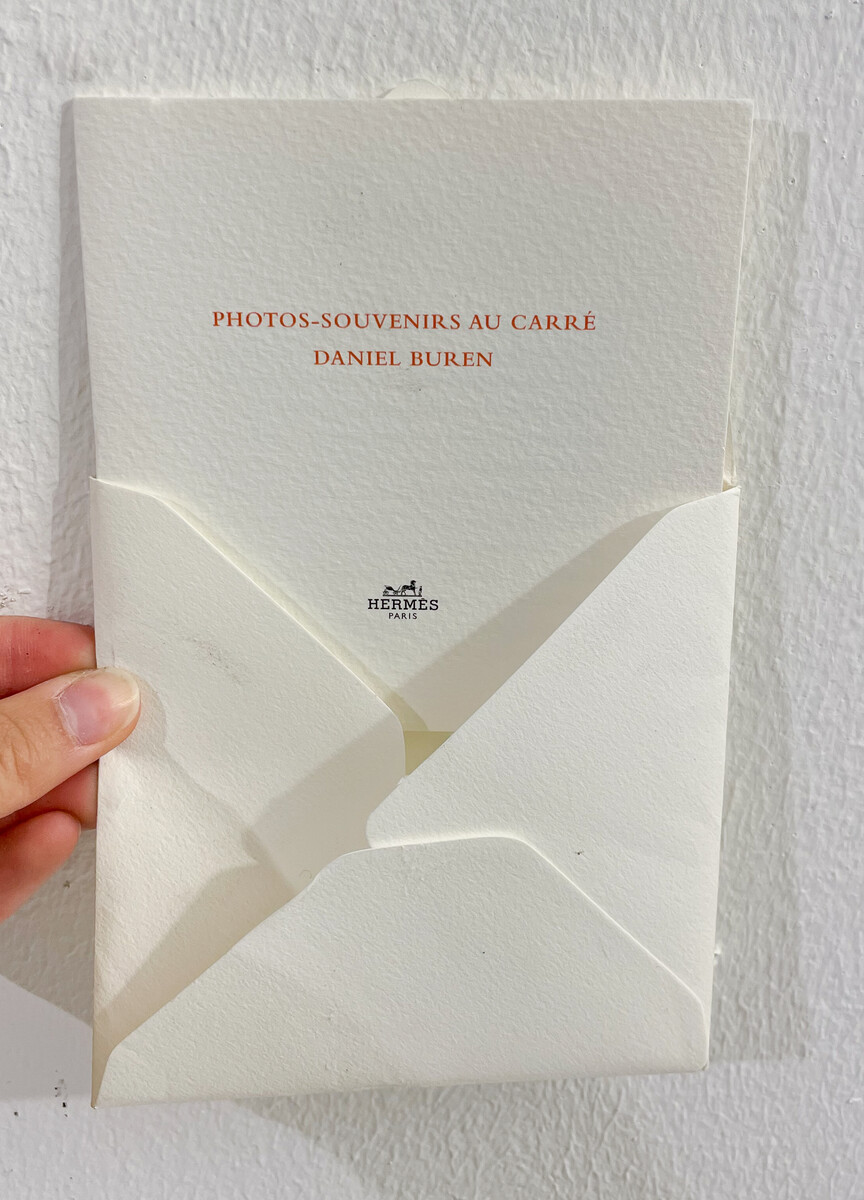 PHOTOS-SOUVENIRS AU CARRÉ
DANIEL BUREN
HERMÈS
PARIS